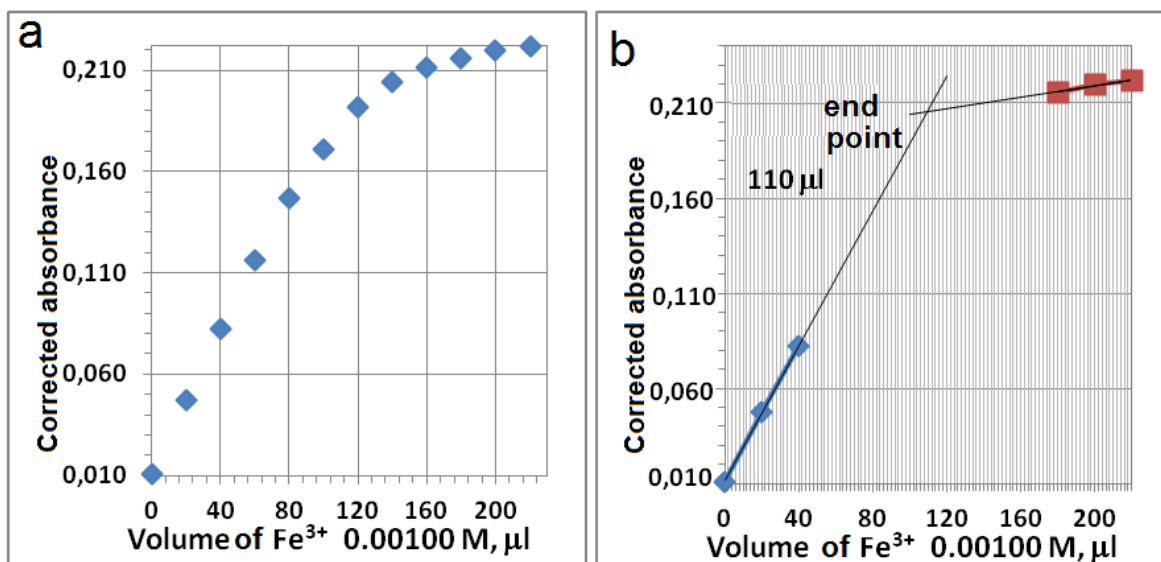 a
Corrected absorbance
0,210
0,160
0,110
0,060
0,010
0 40 80 120 160 200
Volume of Fe³⁺ 0.00100 M, µl
b
Corrected absorbance
0,210
0,160
0,110
0,060
0,010
end
point
110 µl
0 40 80 120 160 200
Volume of Fe³⁺ 0.00100 M, µl